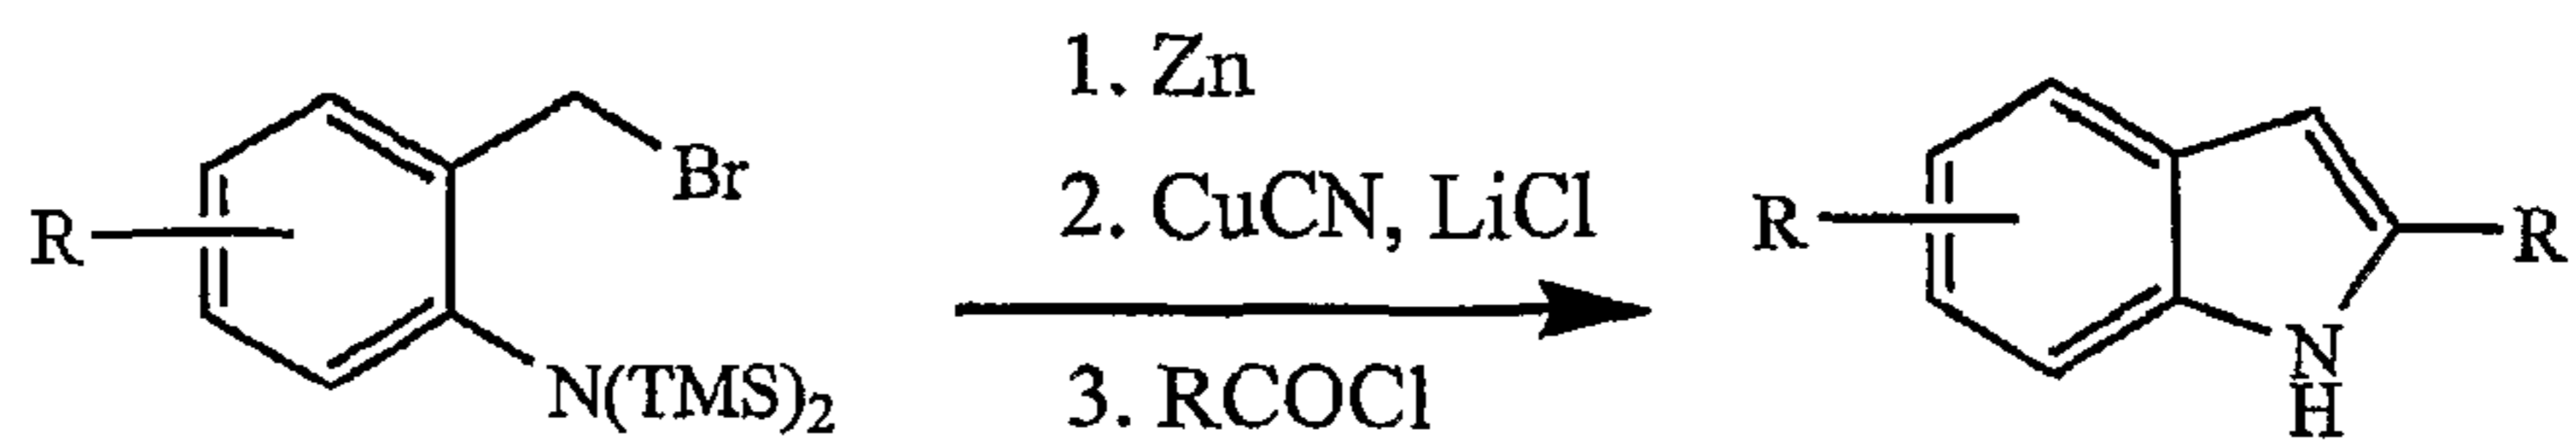 1. Zn
2. CuCN, LiCl
3. RCOCl
R
Br
N(TMS)₂
R
R
N
H